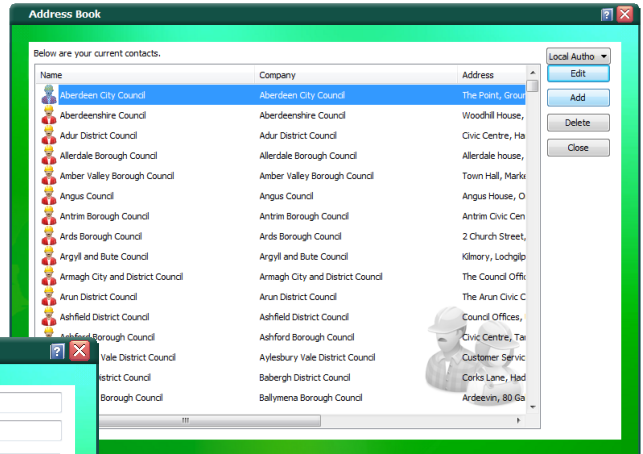 Address Book
Below are your current contacts.
Local Autho
Name Company Address
Edit
Aberdeen City Council Aberdeen City Council The Point, Groun
Add
Aberdeenshire Council Aberdeenshire Council Woodhill House,
Adur District Council Adur District Council Civic Centre, Ha
Delete
Allerdale Borough Council Allerdale Borough Council Allerdale house,
Close
Amber Valley Borough Council Amber Valley Borough Council Town Hall, Marke
Angus Council Angus Council Angus House, O
Antrim Borough Council Antrim Borough Council Antrim Civic Cen
Ards Borough Council Ards Borough Council 2 Church Street,
Argyll and Bute Council Argyll and Bute Council Kilmory, Lochgilp
Armagh City and District Council Armagh City and District Council The Council Offic
Arun District Council Arun District Council The Arun Civic C
Ashfield District Council Ashfield District Council Council Offices,
Ashford Borough Council Ashford Borough Council Civic Centre, Tan
Vale District Council Aylesbury Vale District Council Customer Servic
District Council Babergh District Council Corks Lane, Had
Borough Council Ballymena Borough Council Ardeevin, 80 Ga